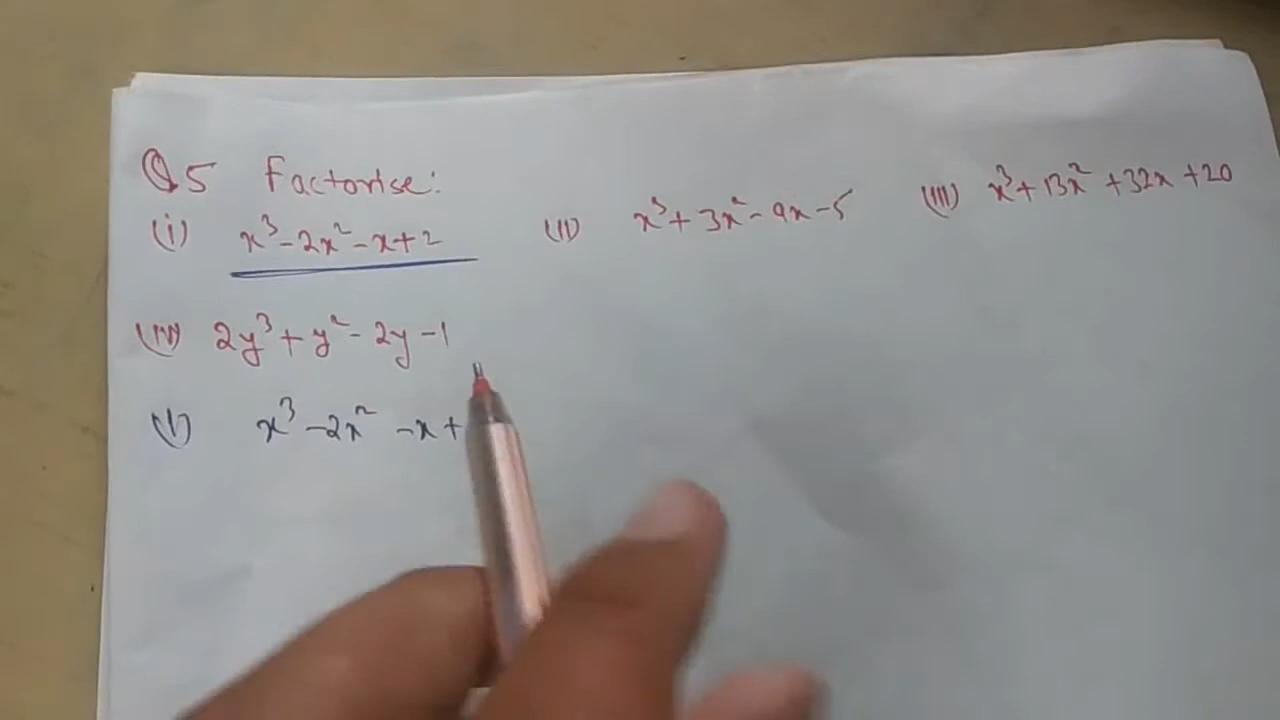 Q5 Factorise:
(i) x³-2x²-x+2 (II) x³+3x²-9x-5 (III) x³+13x²+32x+20
(IV) 2y³+y²-2y-1
(I) x³-2x²-x+